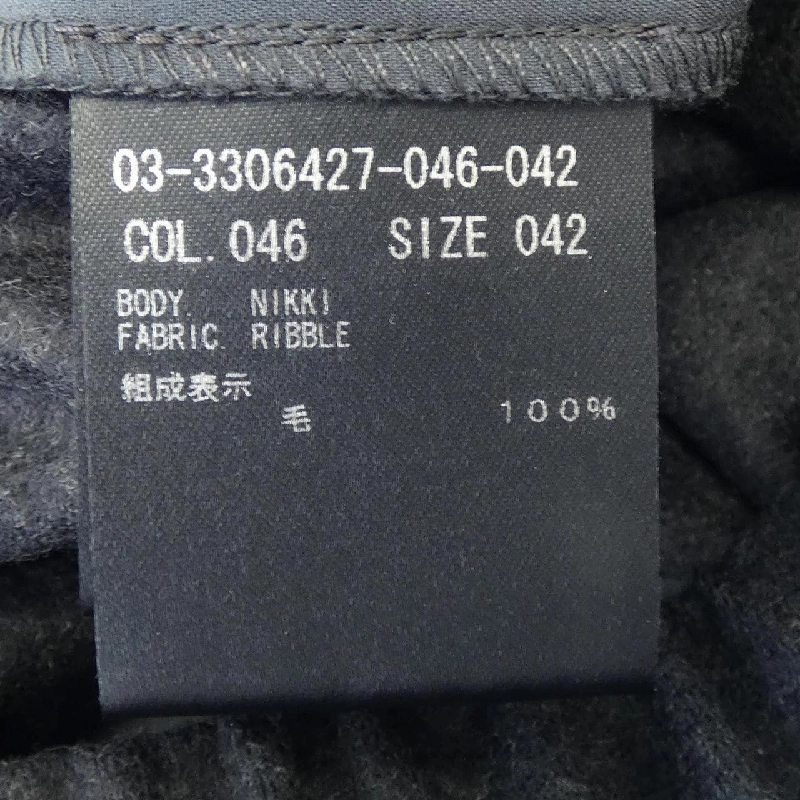 03-3306427-046-042
COL. 046 SIZE 042
BODY. NIKKI
FABRIC. RIBBLE
組成表示
毛 100%